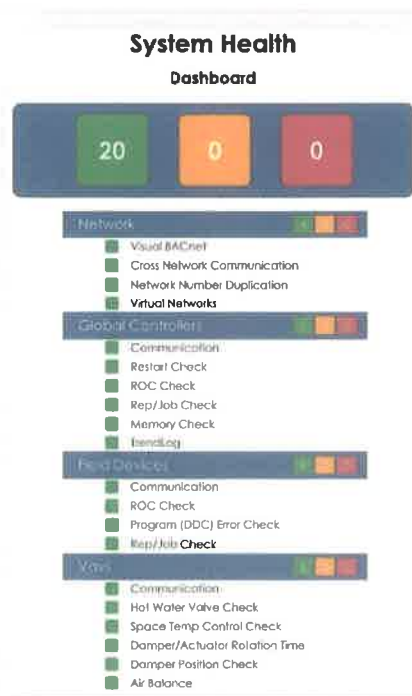 System Health
Dashboard
20 0 0
Network
Visual BACnet
Cross Network Communication
Network Number Duplication
Virtual Networks
Global Controllers
Communication
Restart Check
ROC Check
Rep/Job Check
Memory Check
TrendLog
Field Devices
Communication
ROC Check
Program (DDC) Error Check
Rep/Job Check
Vavs
Communication
Hot Water Valve Check
Space Temp Control Check
Damper/Actuator Rotation Time
Damper Position Check
Air Balance